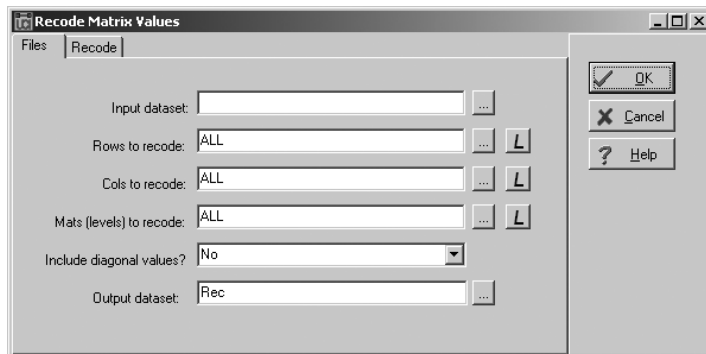 Recode Matrix Values
Files Recode
Input dataset: ...
Rows to recode: ALL ... L
Cols to recode: ALL ... L
Mats (levels) to recode: ALL ... L
Include diagonal values? No
Output dataset: Rec ...
OK
Cancel
? Help